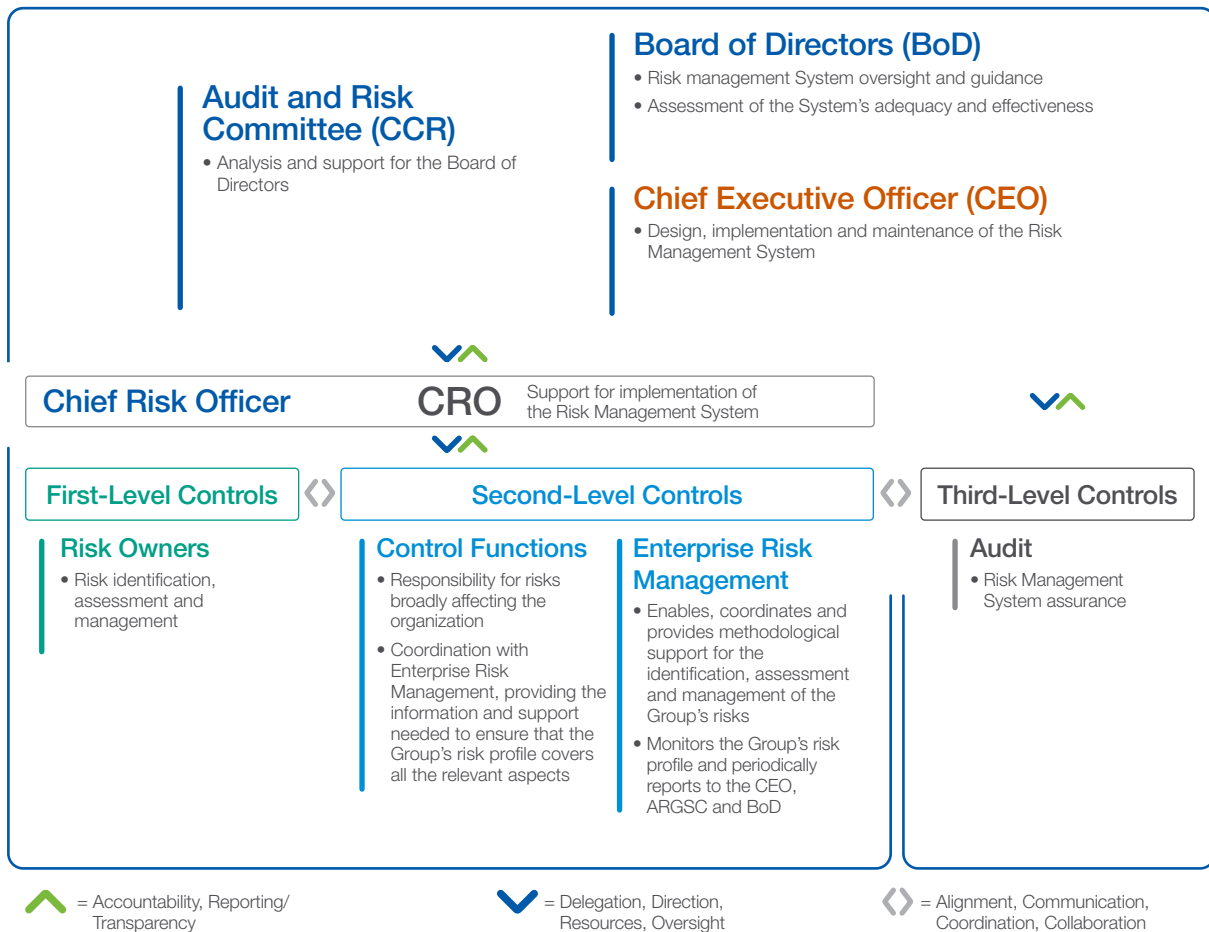 Audit and Risk
Committee (CCR)
• Analysis and support for the Board of
Directors
Board of Directors (BoD)
• Risk management System oversight and guidance
• Assessment of the System’s adequacy and effectiveness
Chief Executive Officer (CEO)
• Design, implementation and maintenance of the Risk
Management System
Chief Risk Officer
CRO
Support for implementation of
the Risk Management System
First-Level Controls
Second-Level Controls
Third-Level Controls
Risk Owners
• Risk identification,
assessment and
management
Control Functions
• Responsibility for risks
broadly affecting the
organization
• Coordination with
Enterprise Risk
Management, providing the
information and support
needed to ensure that the
Group’s risk profile covers
all the relevant aspects
Enterprise Risk
Management
• Enables, coordinates and
provides methodological
support for the
identification, assessment
and management of the
Group’s risks
• Monitors the Group’s risk
profile and periodically
reports to the CEO,
ARGSC and BoD
Audit
• Risk Management
System assurance
= Accountability, Reporting/
Transparency
= Delegation, Direction,
Resources, Oversight
= Alignment, Communication,
Coordination, Collaboration